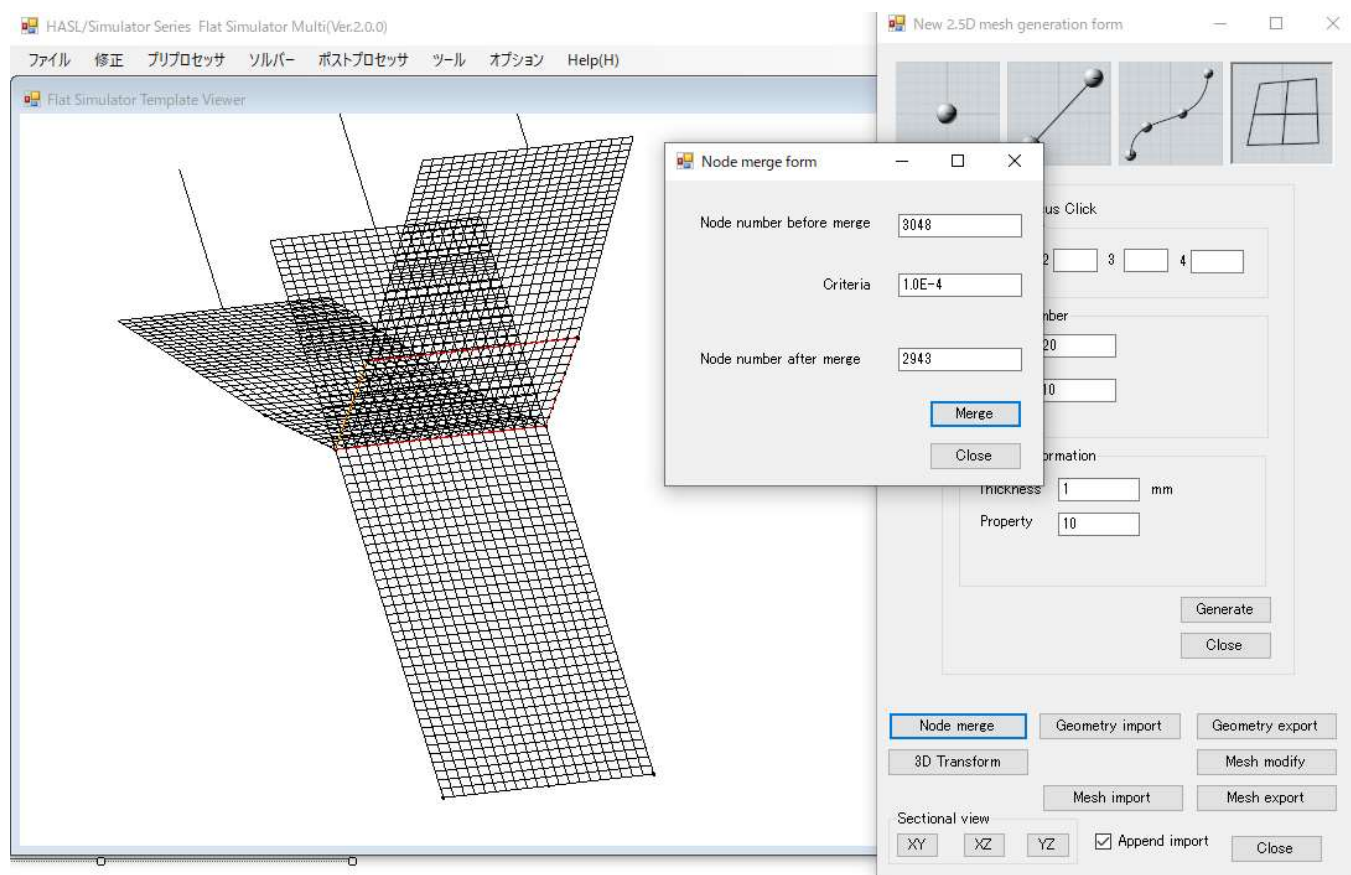 HASL/Simulator Series Flat Simulator Multi(Ver.2.0.0)
ファイル 修正 プリプロセッサ ソルバー ポストプロセッサ ツール オプション Help(H)
Flat Simulator Template Viewer
New 2.5D mesh generation form
Node merge form
Node number before merge 3048
Criteria 1.0E-4
Node number after merge 2943
Merge
Close
us Click
2 3 4
20
10
Thickness 1 mm
Property 10
Generate
Close
Node merge Geometry import Geometry export
3D Transform Mesh modify
Mesh import Mesh export
Sectional view
XY XZ YZ Append import Close